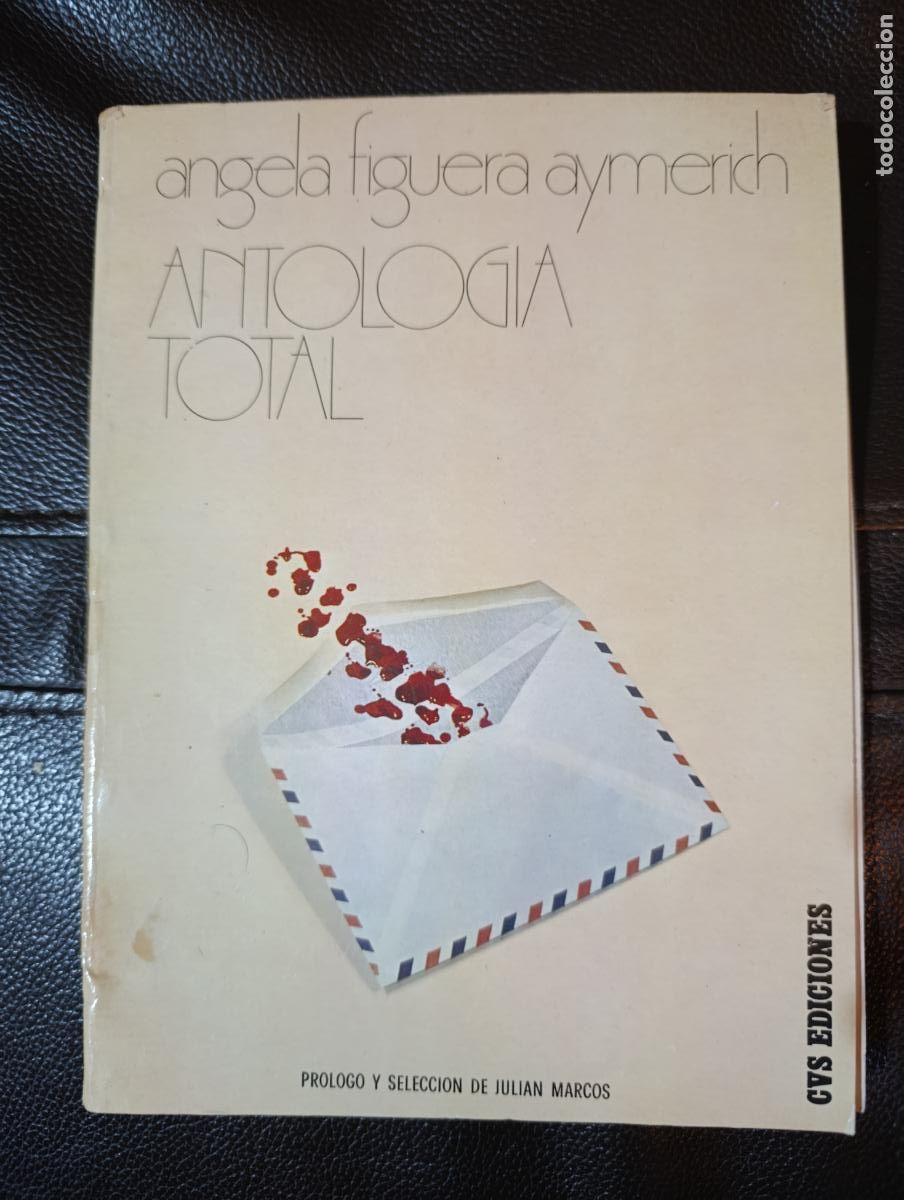 angela figuera aymerich
ANTOLOGIA
TOTAL
PROLOGO Y SELECCION DE JULIAN MARCOS
CVS EDICIONES
todocoleccion